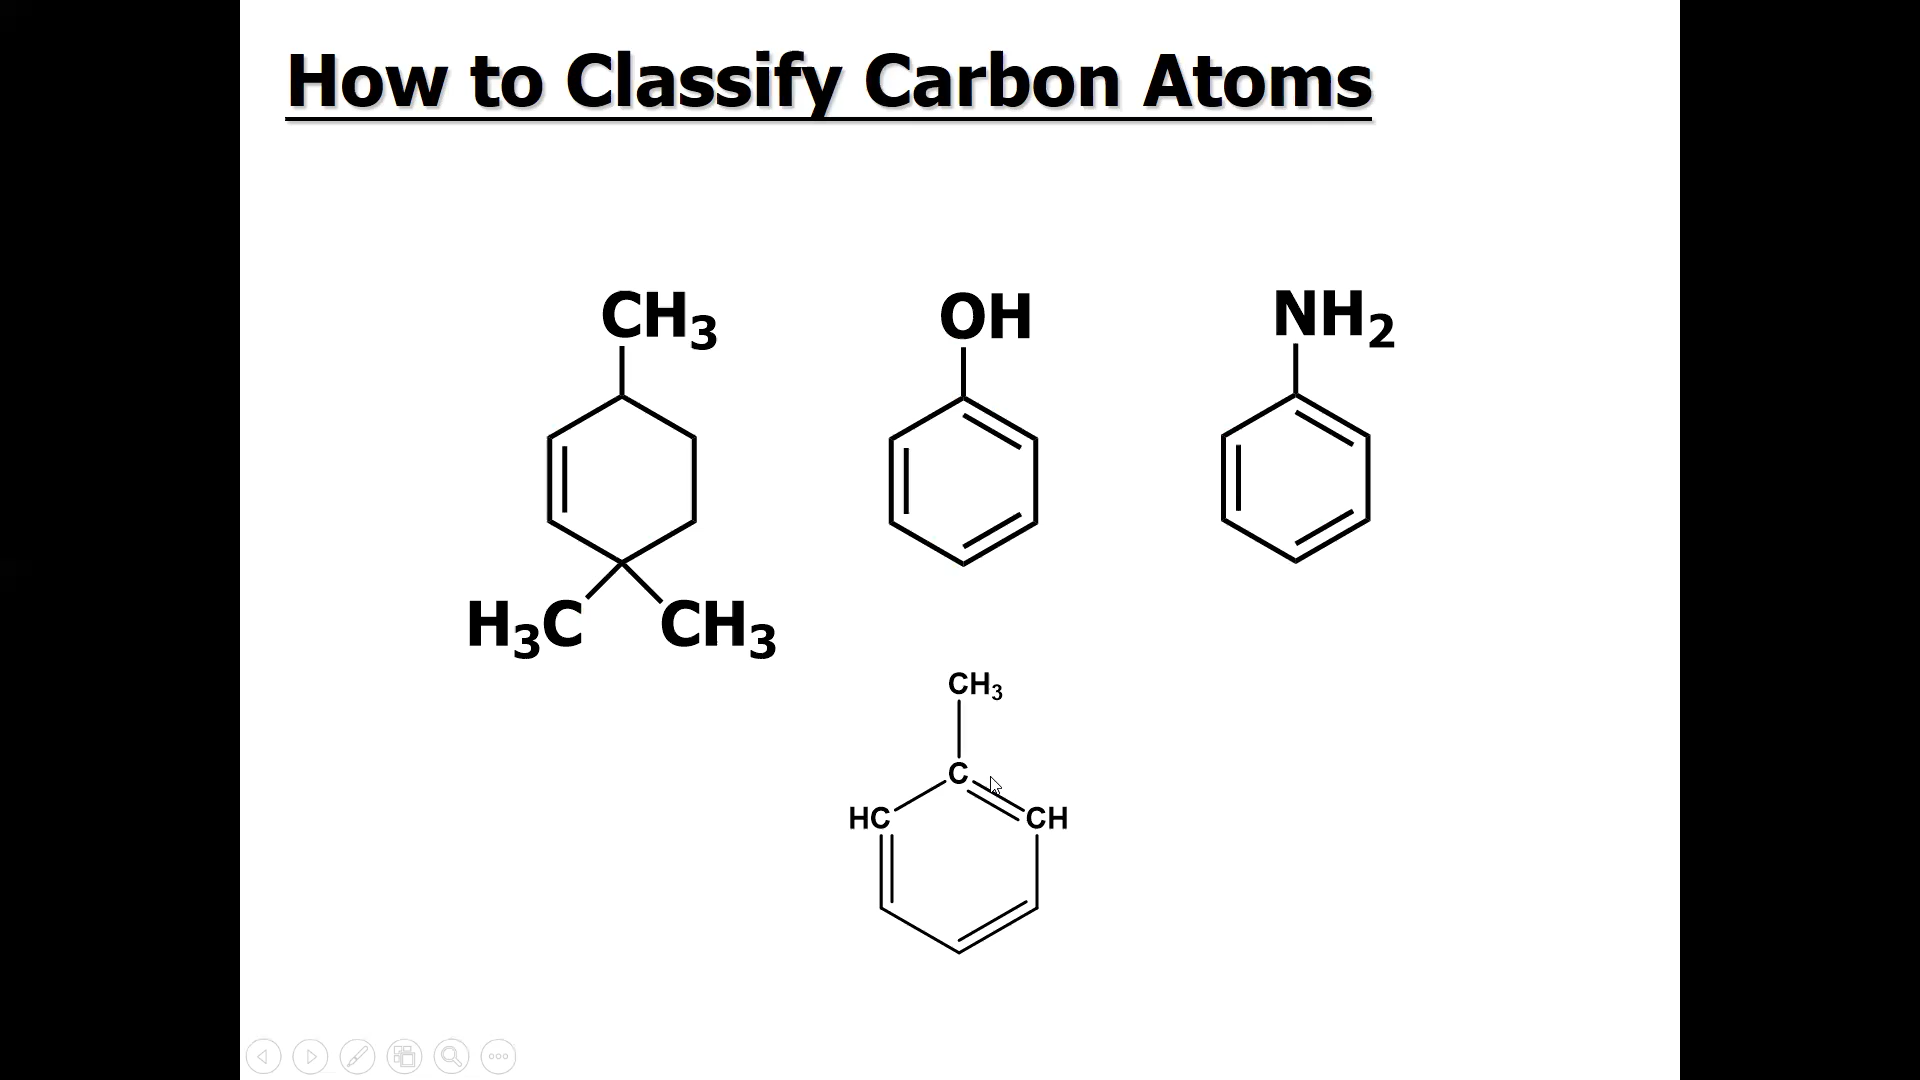 How to Classify Carbon Atoms
CH₃
OH
NH₂
H₃C
CH₃
CH₃
C
HC
CH